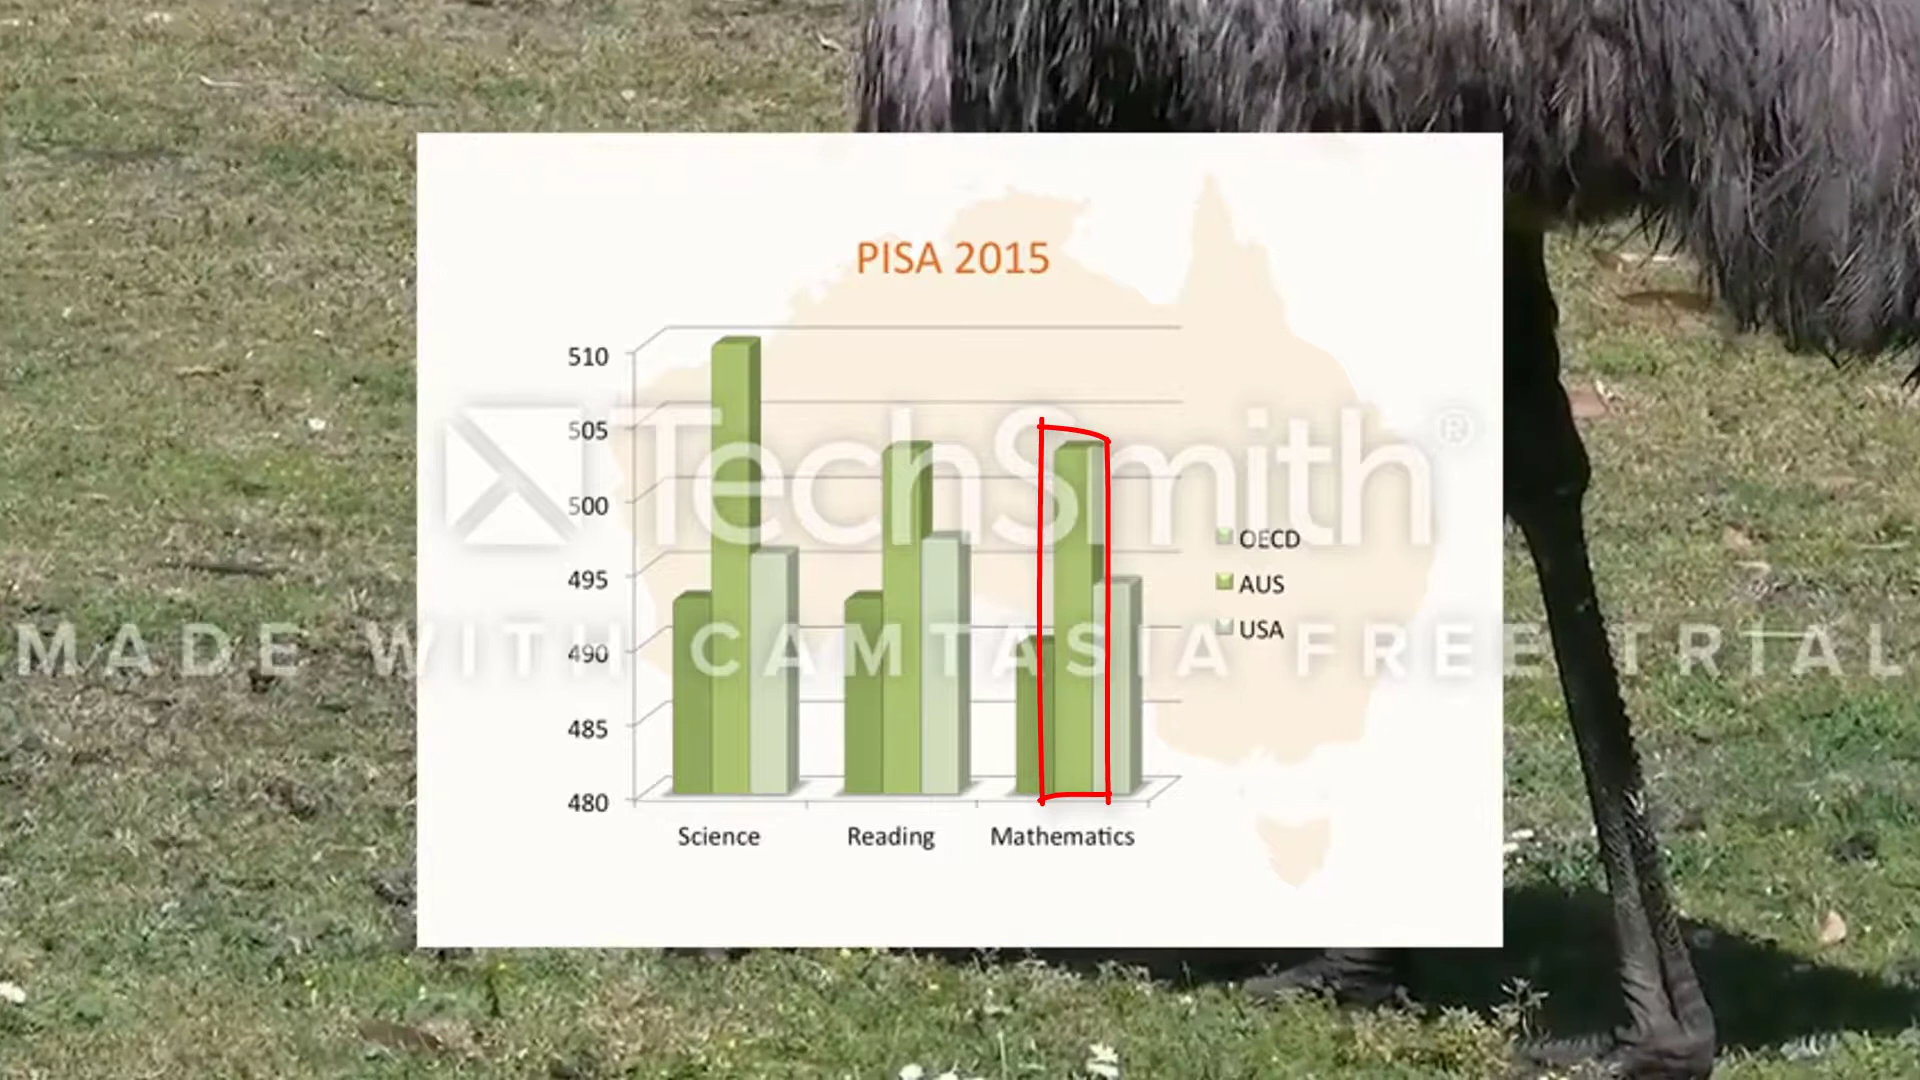 PISA 2015
510
505
500
495
490
485
480
Science Reading Mathematics
OECD
AUS
USA
TechSmith®
MADE WITH CAMTASIA FREE TRIAL